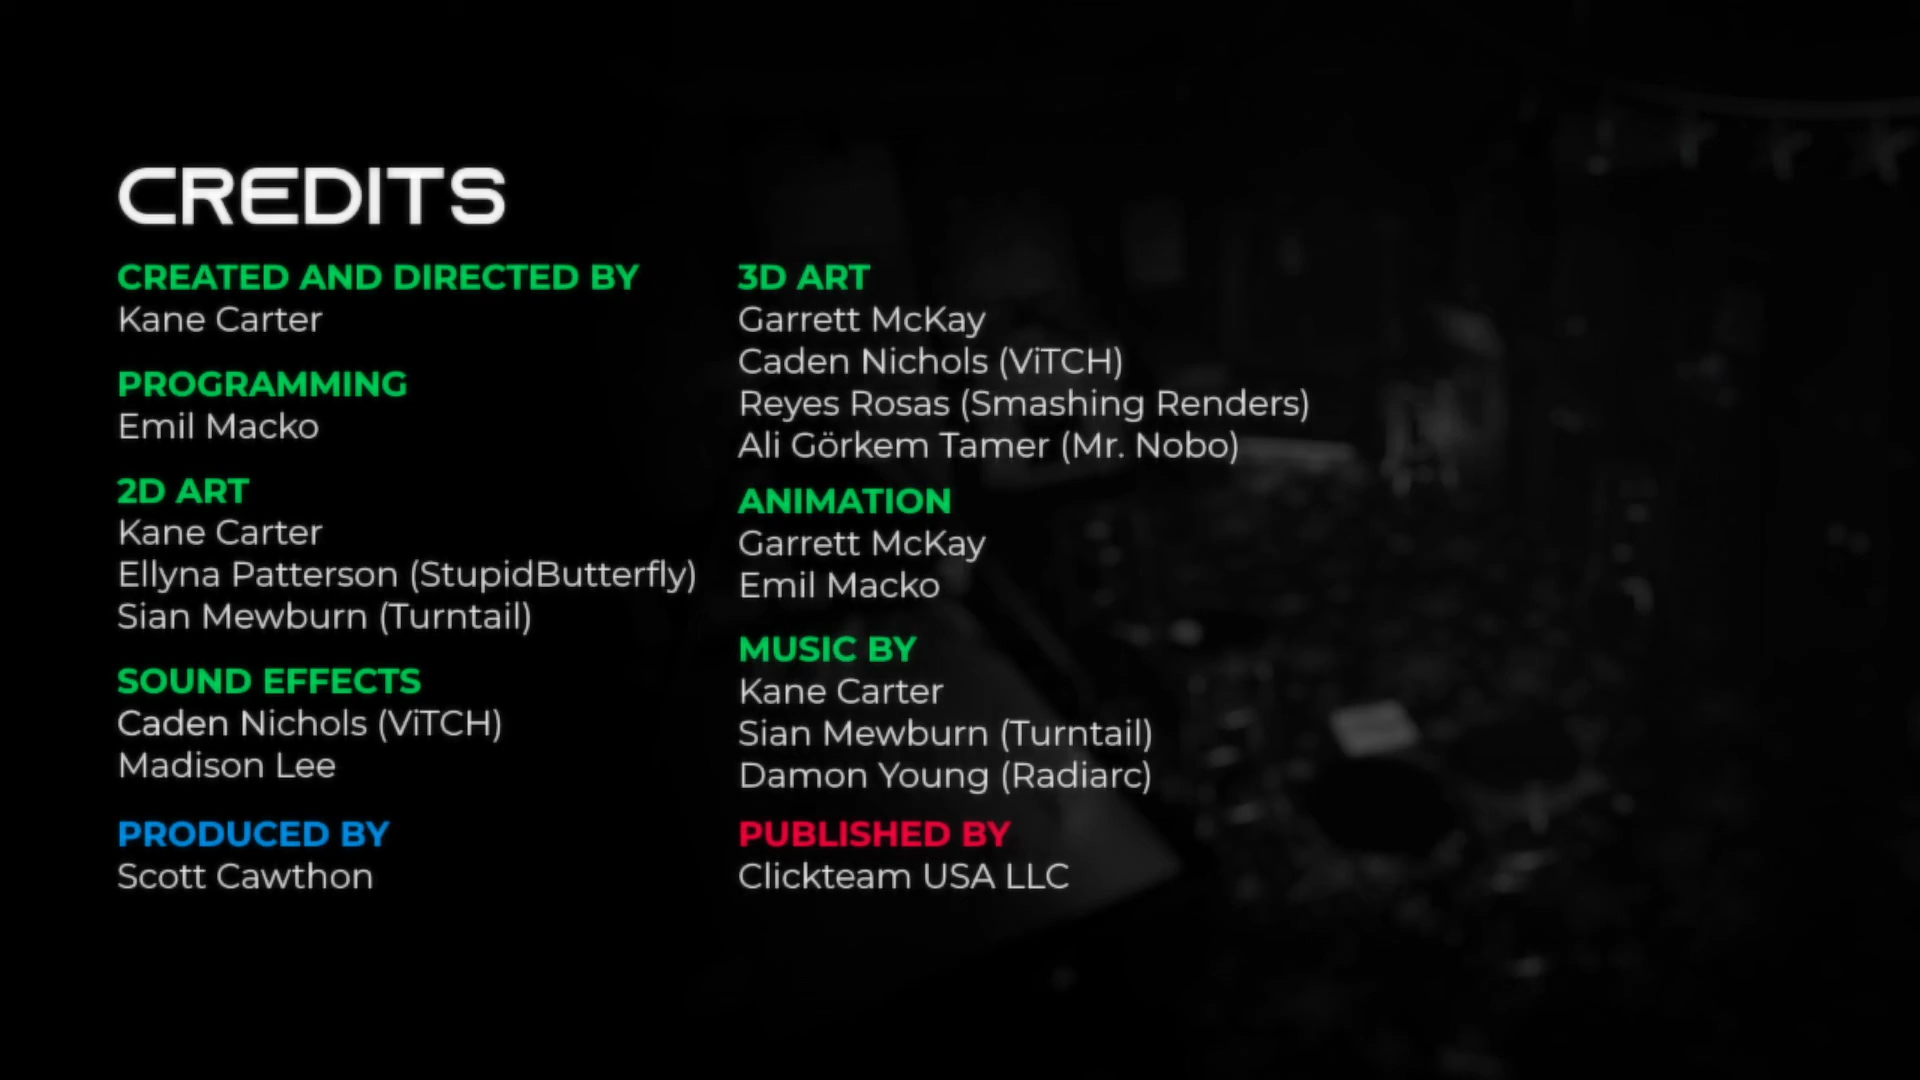 CREDITS
CREATED AND DIRECTED BY
Kane Carter
PROGRAMMING
Emil Macko
2D ART
Kane Carter
Ellyna Patterson (StupidButterfly)
Sian Mewburn (Turntail)
SOUND EFFECTS
Caden Nichols (ViTCH)
Madison Lee
PRODUCED BY
Scott Cawthon
3D ART
Garrett McKay
Caden Nichols (ViTCH)
Reyes Rosas (Smashing Renders)
Ali Görkem Tamer (Mr. Nobo)
ANIMATION
Garrett McKay
Emil Macko
MUSIC BY
Kane Carter
Sian Mewburn (Turntail)
Damon Young (Radiarc)
PUBLISHED BY
Clickteam USA LLC